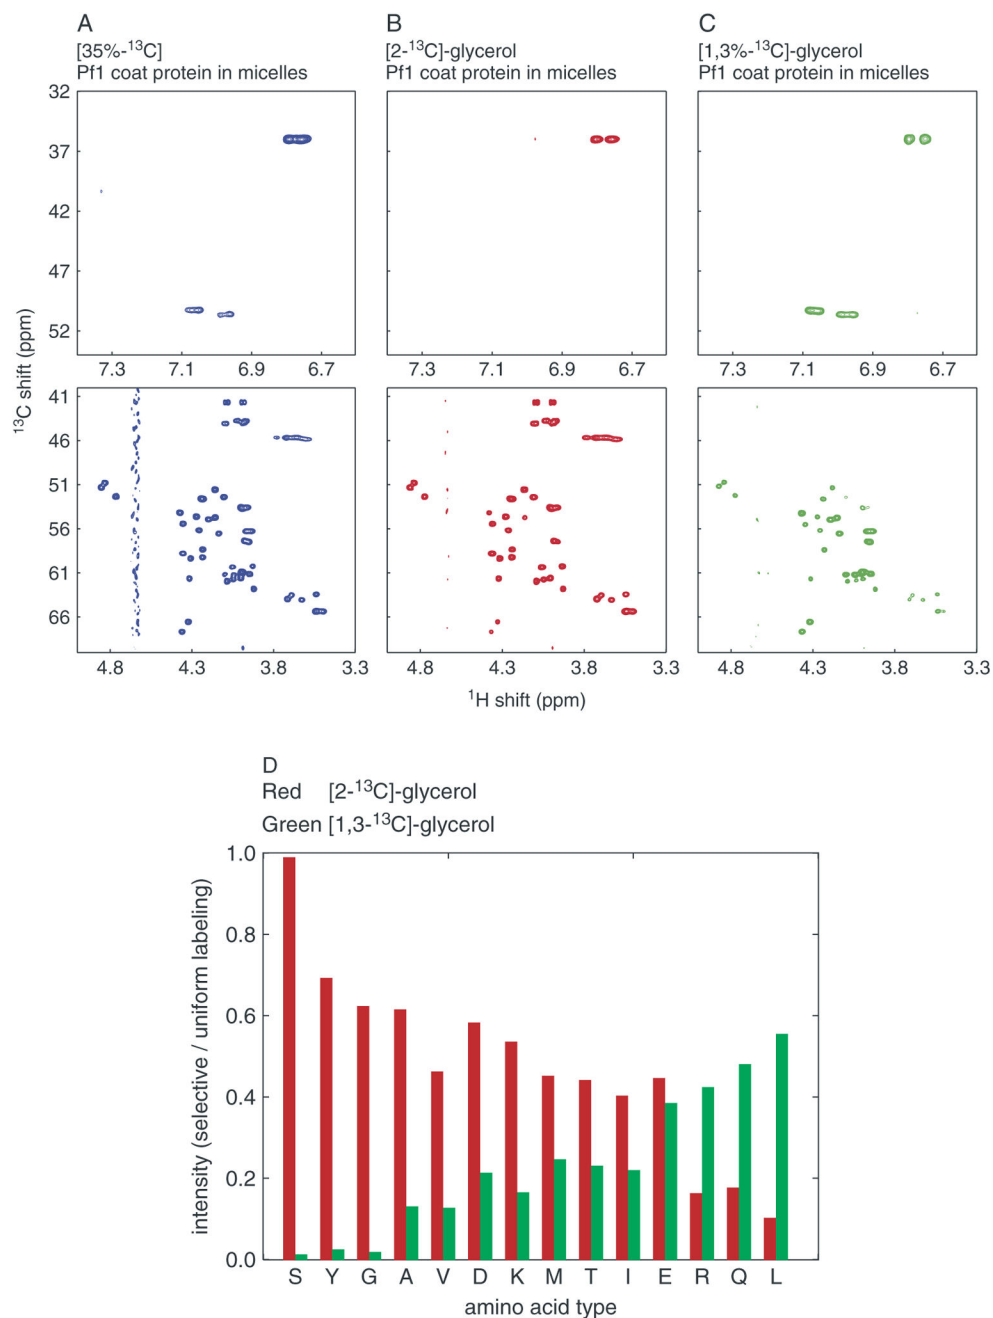 A
[35%-¹³C]
Pf1 coat protein in micelles
B
[2-¹³C]-glycerol
Pf1 coat protein in micelles
C
[1,3%-¹³C]-glycerol
Pf1 coat protein in micelles
32
37
42
47
52
7.3 7.1 6.9 6.7
7.3 7.1 6.9 6.7
7.3 7.1 6.9 6.7
¹³C shift (ppm)
41
46
51
56
61
66
4.8 4.3 3.8 3.3
4.8 4.3 3.8 3.3
4.8 4.3 3.8 3.3
¹H shift (ppm)
D
Red [2-¹³C]-glycerol
Green [1,3-¹³C]-glycerol
intensity (selective / uniform labeling)
1.0
0.8
0.6
0.4
0.2
0.0
S Y G A V D K M T I E R Q L
amino acid type